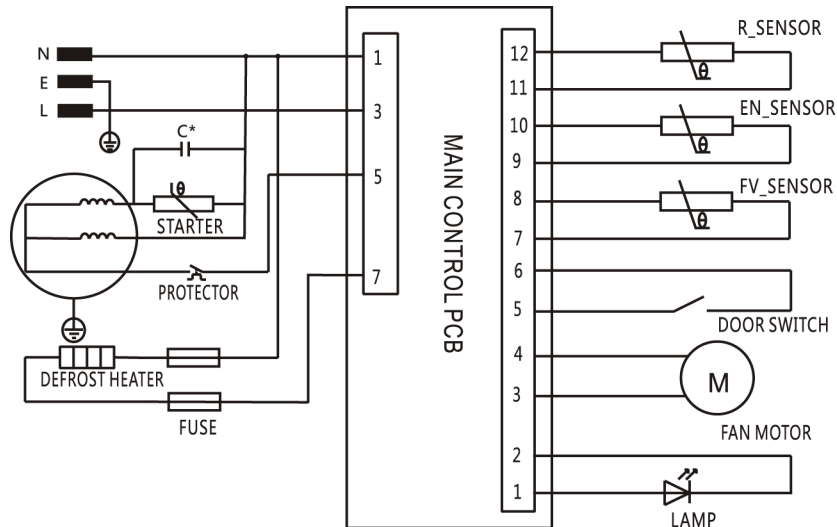 N
E
L
C*
θ
STARTER
PROTECTOR
DEFROST HEATER
FUSE
1
3
5
7
MAIN CONTROL PCB
12
11
10
9
8
7
6
5
4
3
2
1
R_SENSOR
θ
EN_SENSOR
θ
FV_SENSOR
θ
DOOR SWITCH
M
FAN MOTOR
LAMP